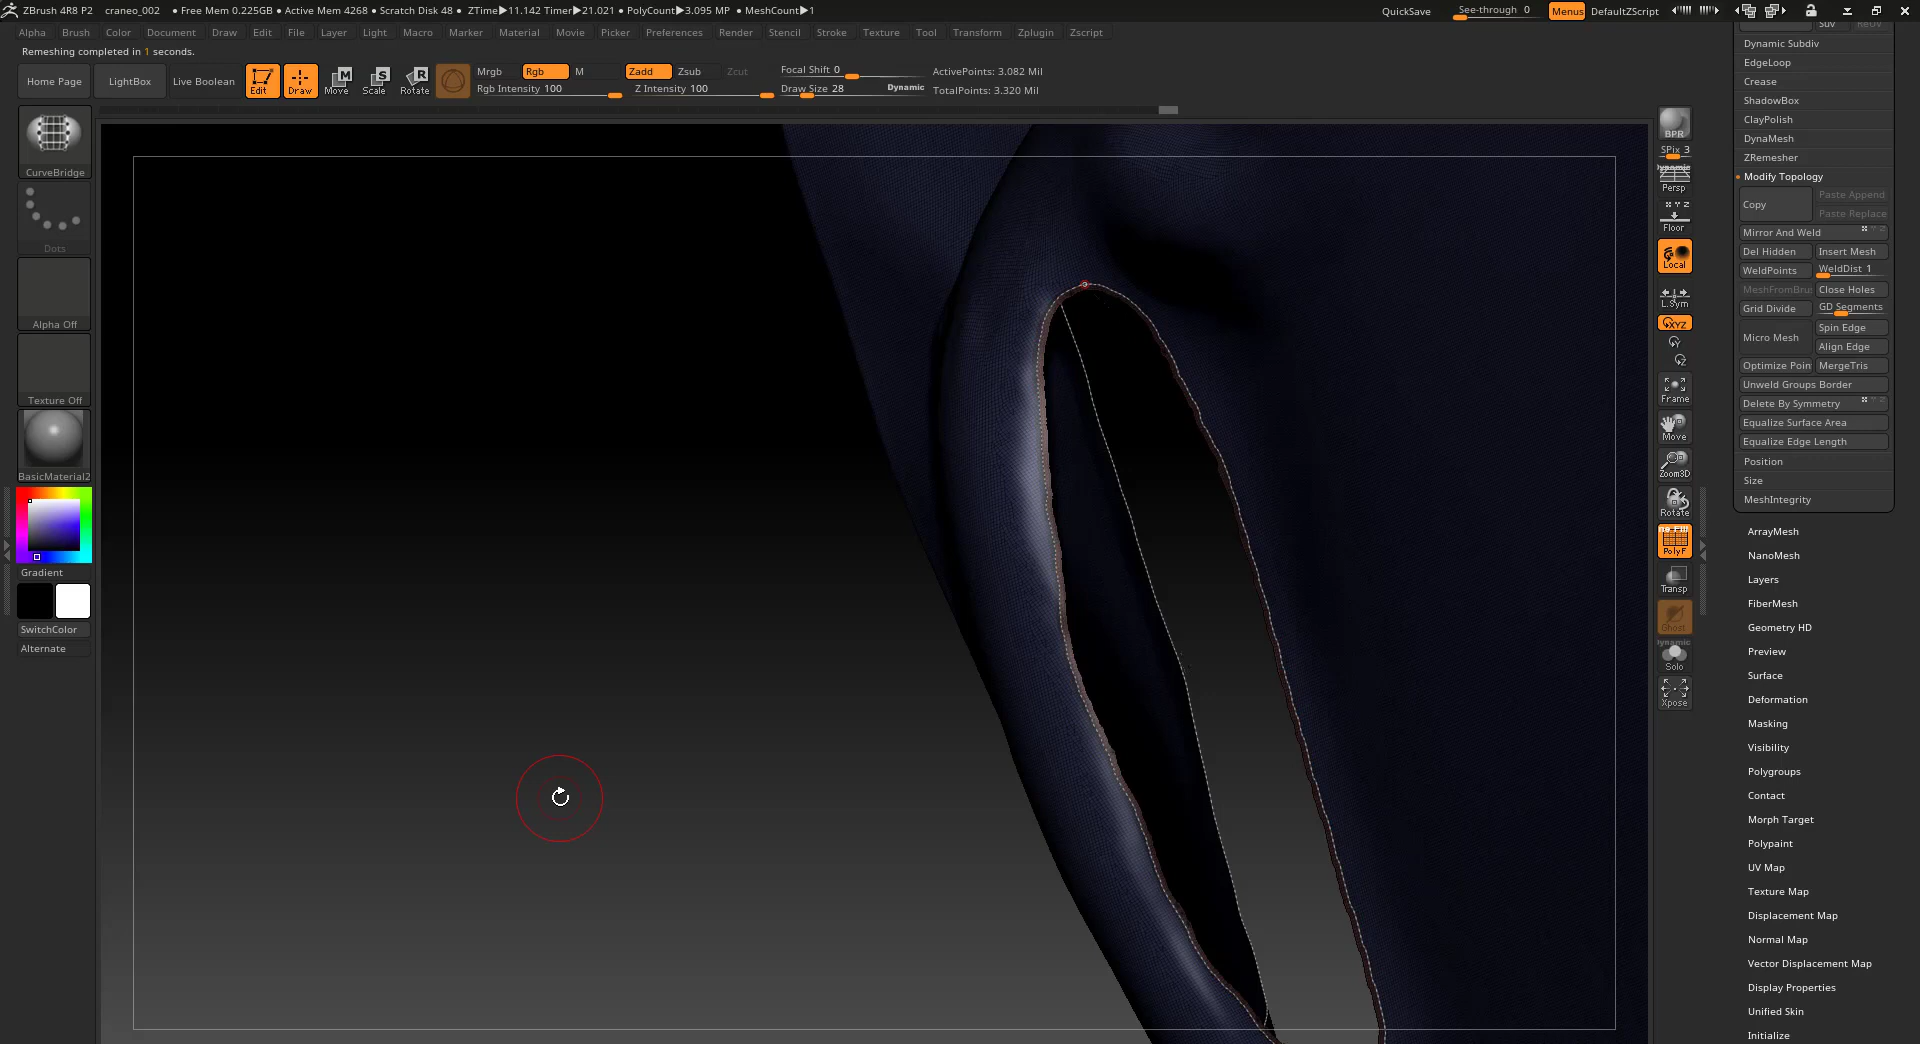 ZBrush 4R8 P2 craneo_002 • Free Mem 0.225GB • Active Mem 4268 • Scratch Disk 48 • ZTime▶11.142 Timer▶21.021 • PolyCount▶3.095 MP • MeshCount▶1 QuickSave See-through 0 Menus DefaultZScript
Alpha Brush Color Document Draw Edit File Layer Light Macro Marker Material Movie Picker Preferences Render Stencil Stroke Texture Tool Transform Zplugin Zscript
Remeshing completed in 1 seconds.
Home Page LightBox Live Boolean Edit Draw Move Scale Rotate
Mrgb Rgb M
Rgb Intensity 100
Zadd Zsub Zcut
Z Intensity 100
Focal Shift 0
Draw Size 28 Dynamic
ActivePoints: 3.082 Mil
TotalPoints: 3.320 Mil
CurveBridge
Dots
Alpha Off
Texture Off
BasicMaterial2
Gradient
SwitchColor
Alternate
BPR
SPix 3
Dynamic
Persp
X Y Z
Floor
Local
L.Sym
XYZ
Y
Z
Frame
Move
Zoom3D
Rotate
PolyF
Transp
Ghost
Dynamic
Solo
Xpose
Suv
Dynamic Subdiv
EdgeLoop
Crease
ShadowBox
ClayPolish
DynaMesh
ZRemesher
Modify Topology
Copy Paste Append
Paste Replace
Mirror And Weld
Del Hidden Insert Mesh
WeldPoints WeldDist 1
MeshFromBru Close Holes
Grid Divide GD Segments
Micro Mesh Spin Edge
Align Edge
Optimize Poin MergeTris
Unweld Groups Border
Delete By Symmetry
Equalize Surface Area
Equalize Edge Length
Position
Size
MeshIntegrity
ArrayMesh
NanoMesh
Layers
FiberMesh
Geometry HD
Preview
Surface
Deformation
Masking
Visibility
Polygroups
Contact
Morph Target
Polypaint
UV Map
Texture Map
Displacement Map
Normal Map
Vector Displacement Map
Display Properties
Unified Skin
Initialize